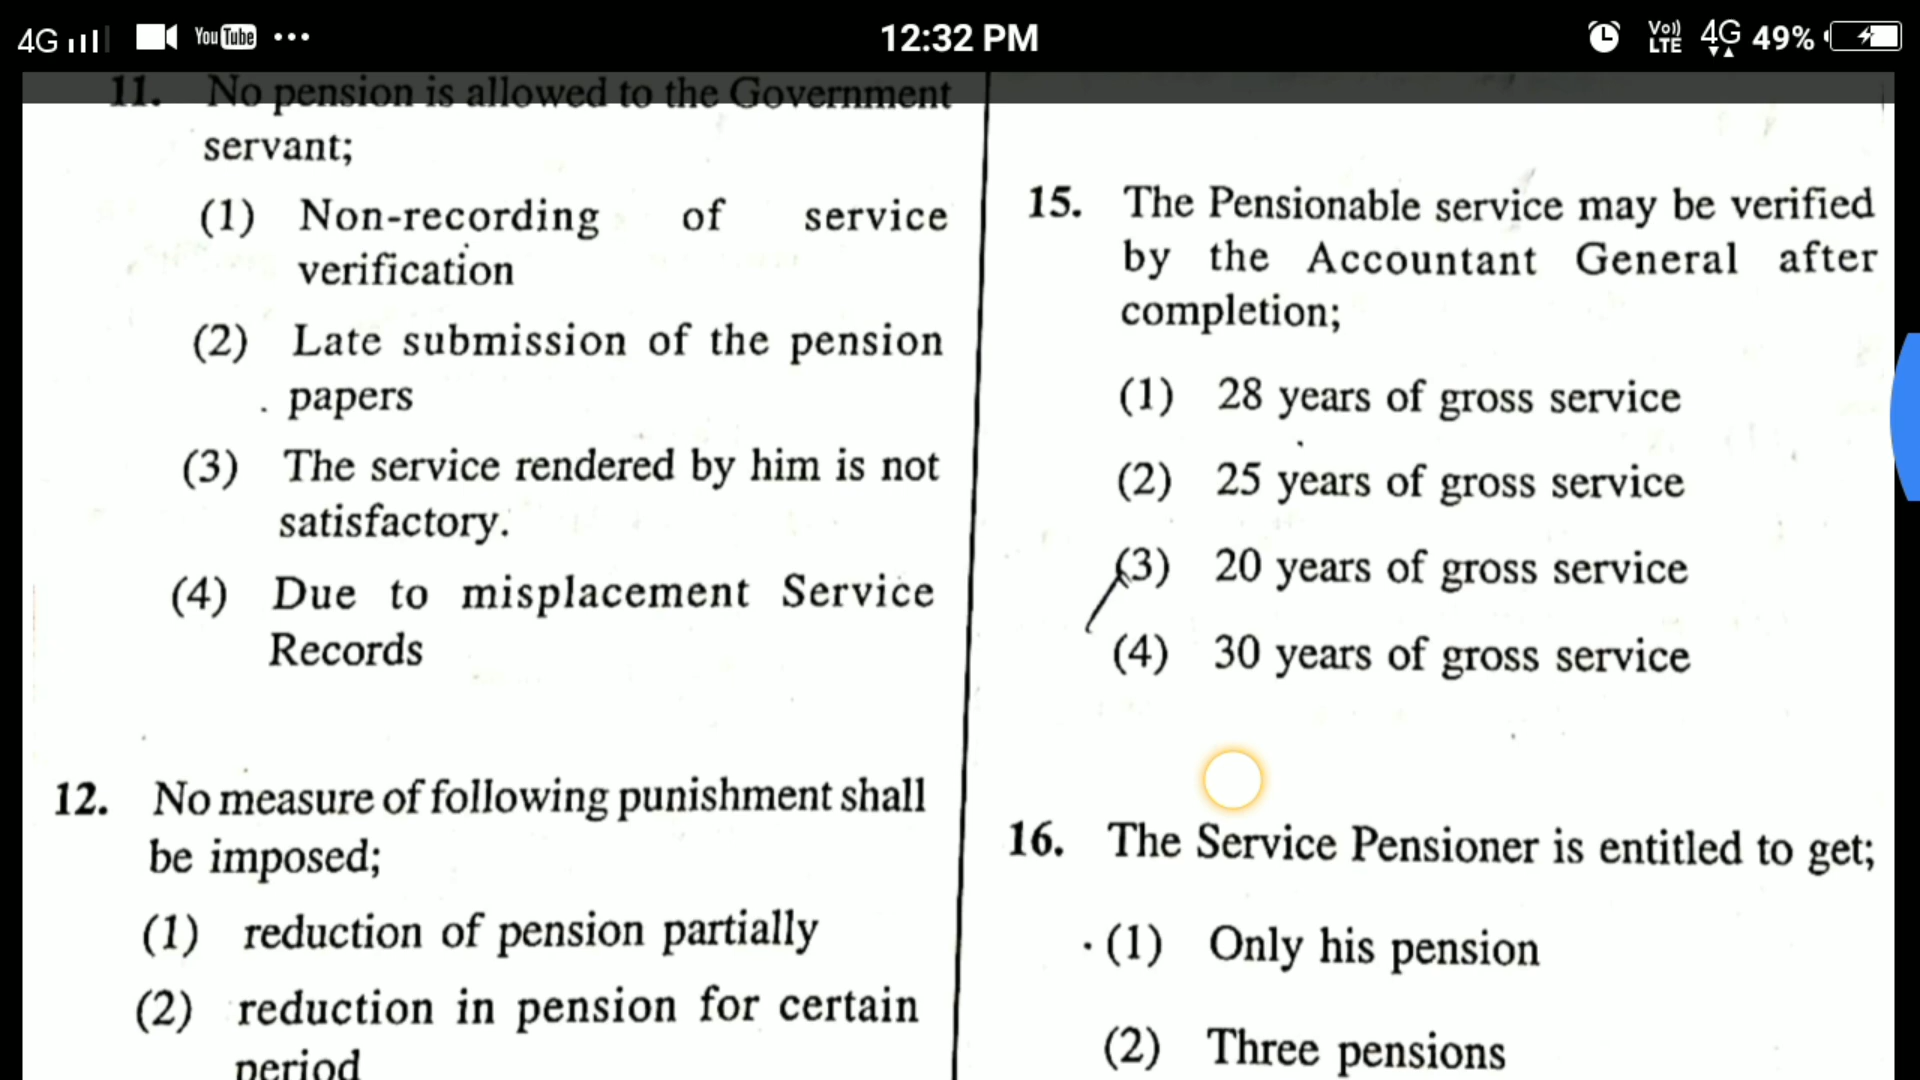 4G
YouTube
12:32 PM
Vo)) LTE 4G 49%
11. No pension is allowed to the Government
servant;
(1) Non-recording of service
verification
(2) Late submission of the pension
papers
(3) The service rendered by him is not
satisfactory.
(4) Due to misplacement Service
Records
12. No measure of following punishment shall
be imposed;
(1) reduction of pension partially
(2) reduction in pension for certain
period
15. The Pensionable service may be verified
by the Accountant General after
completion;
(1) 28 years of gross service
(2) 25 years of gross service
(3) 20 years of gross service
(4) 30 years of gross service
16. The Service Pensioner is entitled to get;
(1) Only his pension
(2) Three pensions